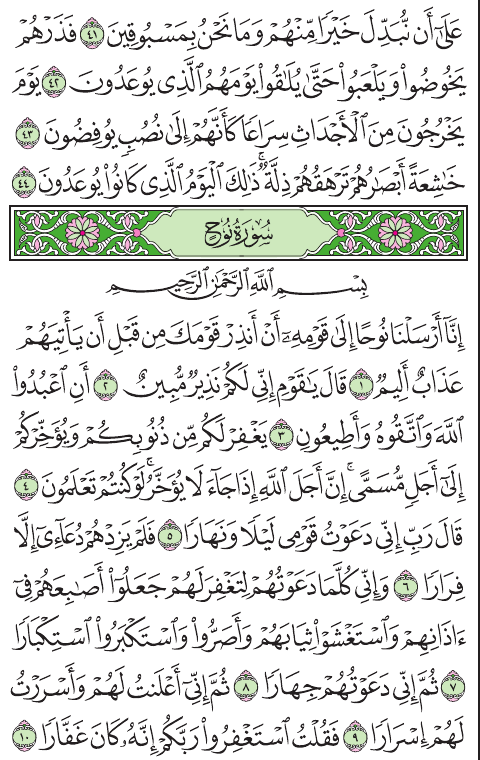 عَلَىٰٓ أَن نُّبَدِّلَ خَيْرًا مِّنْهُمْ وَمَا نَحْنُ بِمَسْبُوقِينَ ٤١ فَذَرْهُمْ
يَخُوضُوا۟ وَيَلْعَبُوا۟ حَتَّىٰ يُلَـٰقُوا۟ يَوْمَهُمُ ٱلَّذِى يُوعَدُونَ ٤٢ يَوْمَ
يَخْرُجُونَ مِنَ ٱلْأَجْدَاثِ سِرَاعًا كَأَنَّهُمْ إِلَىٰ نُصُبٍ يُوفِضُونَ ٤٣
خَـٰشِعَةً أَبْصَـٰرُهُمْ تَرْهَقُهُمْ ذِلَّةٌ ۚ ذَٰلِكَ ٱلْيَوْمُ ٱلَّذِى كَانُوا۟ يُوعَدُونَ ٤٤
سُورَةُ نُوحٍ
بِسْمِ ٱللَّهِ ٱلرَّحْمَـٰنِ ٱلرَّحِيمِ
إِنَّآ أَرْسَلْنَا نُوحًا إِلَىٰ قَوْمِهِۦٓ أَنْ أَنذِرْ قَوْمَكَ مِن قَبْلِ أَن يَأْتِيَهُمْ
عَذَابٌ أَلِيمٌ ١ قَالَ يَـٰقَوْمِ إِنِّى لَكُمْ نَذِيرٌ مُّبِينٌ ٢ أَنِ ٱعْبُدُوا۟
ٱللَّهَ وَٱتَّقُوهُ وَأَطِيعُونِ ٣ يَغْفِرْ لَكُم مِّن ذُنُوبِكُمْ وَيُؤَخِّرْكُمْ
إِلَىٰٓ أَجَلٍ مُّسَمًّى ۚ إِنَّ أَجَلَ ٱللَّهِ إِذَا جَآءَ لَا يُؤَخَّرُ ۖ لَوْ كُنتُمْ تَعْلَمُونَ ٤
قَالَ رَبِّ إِنِّى دَعَوْتُ قَوْمِى لَيْلًا وَنَهَارًا ٥ فَلَمْ يَزِدْهُمْ دُعَآءِىٓ إِلَّا
فِرَارًا ٦ وَإِنِّى كُلَّمَا دَعَوْتُهُمْ لِتَغْفِرَ لَهُمْ جَعَلُوٓا۟ أَصَـٰبِعَهُمْ فِىٓ
ءَاذَانِهِمْ وَٱسْتَغْشَوْا۟ ثِيَابَهُمْ وَأَصَرُّوا۟ وَٱسْتَكْبَرُوا۟ ٱسْتِكْبَارًا
٧ ثُمَّ إِنِّى دَعَوْتُهُمْ جِهَارًا ٨ ثُمَّ إِنِّىٓ أَعْلَنتُ لَهُمْ وَأَسْرَرْتُ
لَهُمْ إِسْرَارًا ٩ فَقُلْتُ ٱسْتَغْفِرُوا۟ رَبَّكُمْ إِنَّهُۥ كَانَ غَفَّارًا ١٠